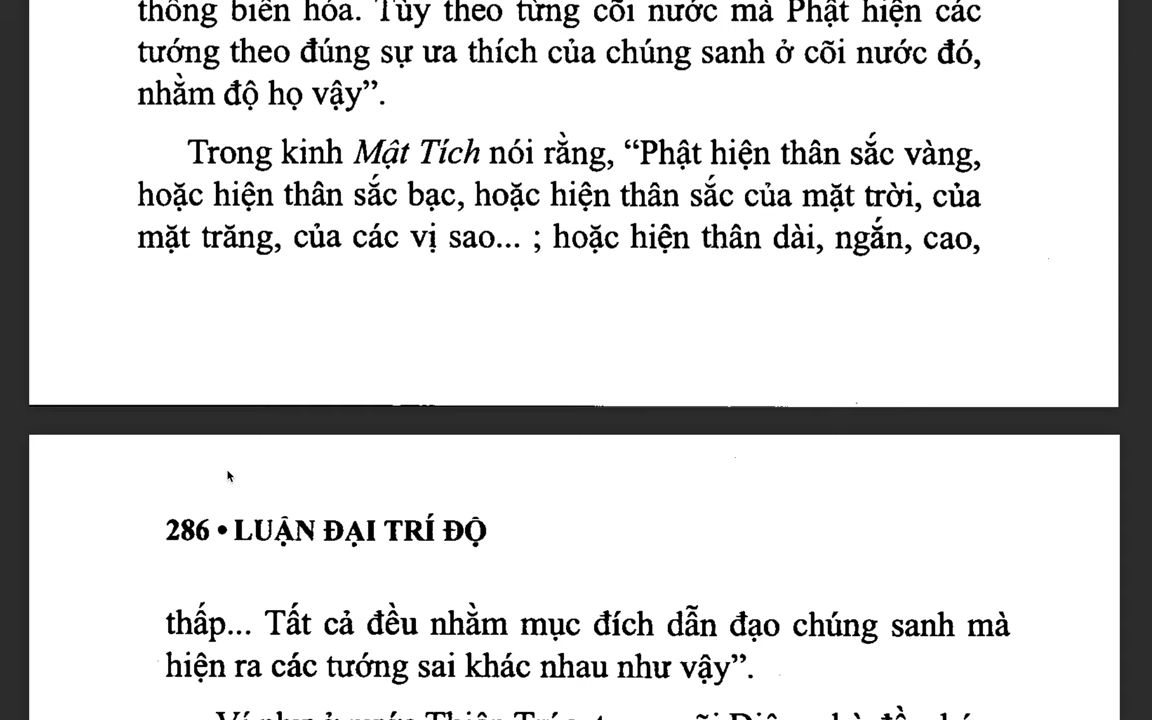 thông biến hóa. Tùy theo từng cõi nước mà Phật hiện các
tướng theo đúng sự ưa thích của chúng sanh ở cõi nước đó,
nhằm độ họ vậy”.
Trong kinh Mật Tích nói rằng, “Phật hiện thân sắc vàng,
hoặc hiện thân sắc bạc, hoặc hiện thân sắc của mặt trời, của
mặt trăng, của các vị sao... ; hoặc hiện thân dài, ngắn, cao,
286 • LUẬN ĐẠI TRÍ ĐỘ
thấp... Tất cả đều nhằm mục đích dẫn đạo chúng sanh mà
hiện ra các tướng sai khác nhau như vậy”.